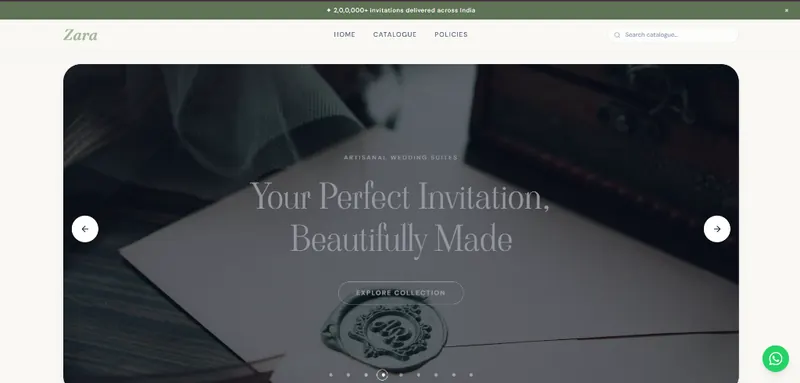 ✦ 2,0,0,000+ Invitations delivered across India
Zara
HOME CATALOGUE POLICIES
Search catalogue...
ARTISANAL WEDDING SUITES
Your Perfect Invitation,
Beautifully Made
EXPLORE COLLECTION